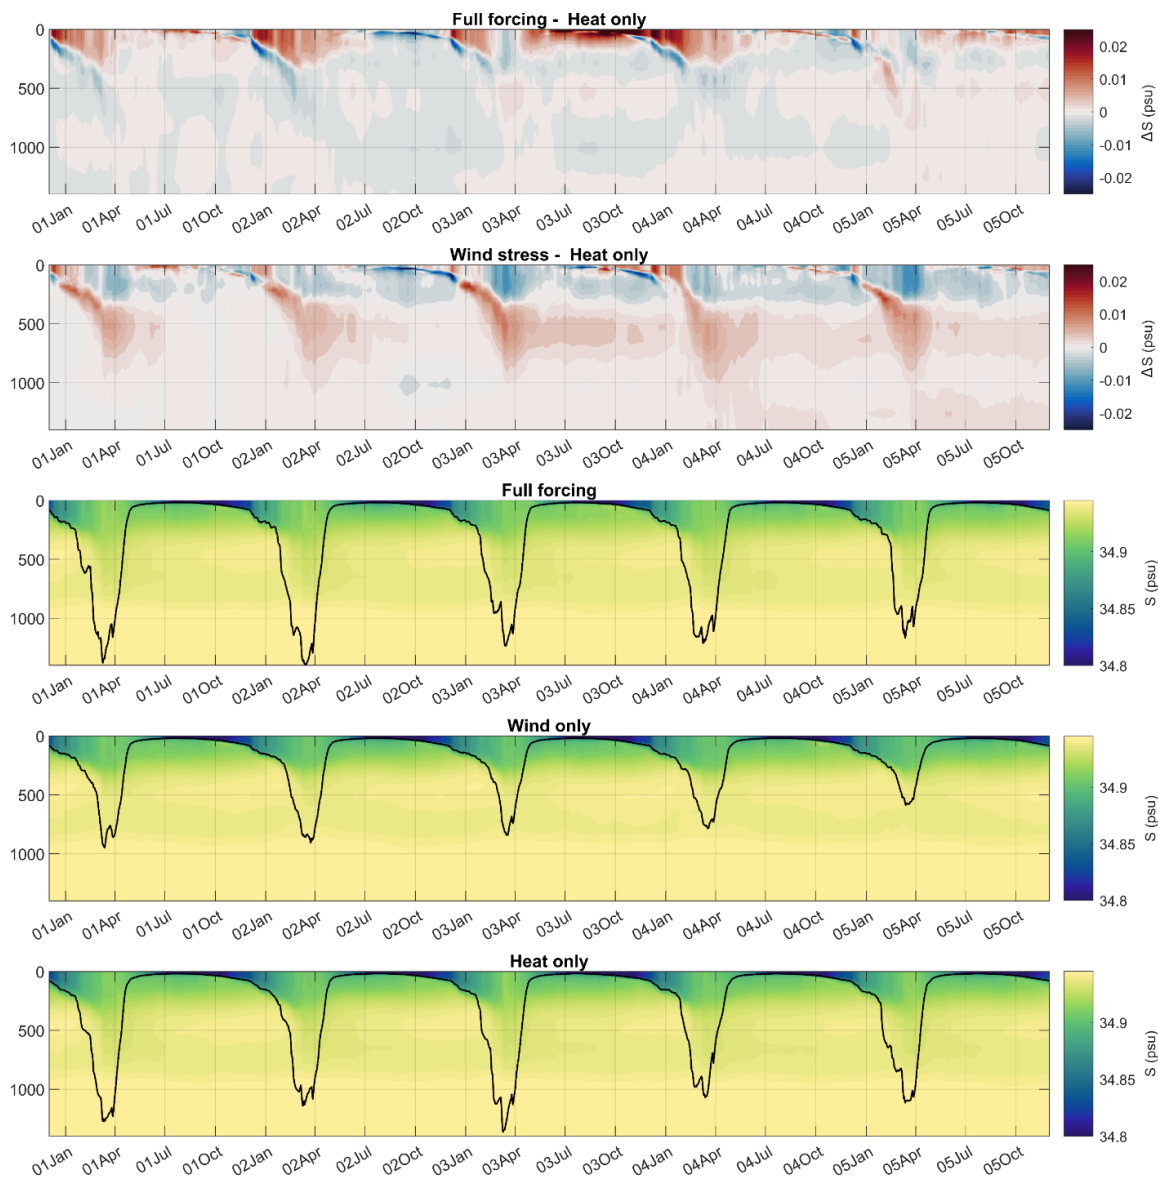 Full forcing - Heat only
0
500
1000
0.02
0.01
0
-0.01
-0.02
ΔS (psu)
01Jan 01Apr 01Jul 01Oct 02Jan 02Apr 02Jul 02Oct 03Jan 03Apr 03Jul 03Oct 04Jan 04Apr 04Jul 04Oct 05Jan 05Apr 05Jul 05Oct
Wind stress - Heat only
0
500
1000
0.02
0.01
0
-0.01
-0.02
ΔS (psu)
01Jan 01Apr 01Jul 01Oct 02Jan 02Apr 02Jul 02Oct 03Jan 03Apr 03Jul 03Oct 04Jan 04Apr 04Jul 04Oct 05Jan 05Apr 05Jul 05Oct
Full forcing
0
500
1000
34.9
34.85
34.8
S (psu)
01Jan 01Apr 01Jul 01Oct 02Jan 02Apr 02Jul 02Oct 03Jan 03Apr 03Jul 03Oct 04Jan 04Apr 04Jul 04Oct 05Jan 05Apr 05Jul 05Oct
Wind only
0
500
1000
34.9
34.85
34.8
S (psu)
01Jan 01Apr 01Jul 01Oct 02Jan 02Apr 02Jul 02Oct 03Jan 03Apr 03Jul 03Oct 04Jan 04Apr 04Jul 04Oct 05Jan 05Apr 05Jul 05Oct
Heat only
0
500
1000
34.9
34.85
34.8
S (psu)
01Jan 01Apr 01Jul 01Oct 02Jan 02Apr 02Jul 02Oct 03Jan 03Apr 03Jul 03Oct 04Jan 04Apr 04Jul 04Oct 05Jan 05Apr 05Jul 05Oct